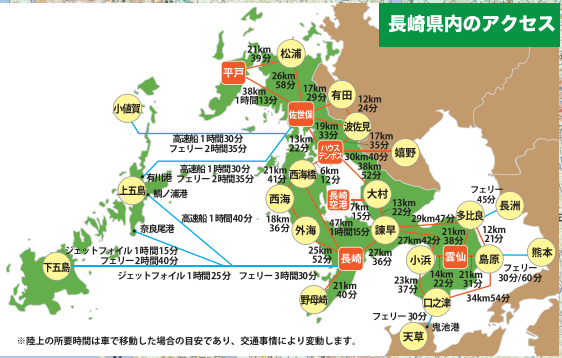 長崎県内のアクセス
松浦
21km
39分
平戸
26km
58分
38km
1時間13分
17km
29分
有田
12km
24分
小値賀
佐世保
波佐見
19km
33分
17km
35分
高速船 1時間30分
フェリー 2時間35分
13km
22分
ハウス
テンボス
30km40分
嬉野
38km
52分
高速船 1時間30分
フェリー 2時間35分
有川港
21km
41分
西海橋
6km
12分
上五島
鯛ノ浦港
西海
長崎
空港
大村
フェリー
45分
長洲
7km
15分
13km
22分
多比良
高速船 1時間40分
18km
36分
外海
47km
1時間15分
諫早
29km47分
12km
21分
奈良尾港
21km
38分
27km42分
ジェットフォイル 1時間15分
フェリー 2時間40分
25km
52分
長崎
27km
36分
小浜
雲仙
島原
熊本
下五島
ジェットフォイル 1時間25分
フェリー 3時間30分
14km
22分
21km
31分
フェリー
30分/60分
21km
40分
23km
37分
野母崎
口之津
34km54分
フェリー 30分
鬼池港
天草
※陸上の所要時間は車で移動した場合の目安であり、交通事情により変動します。